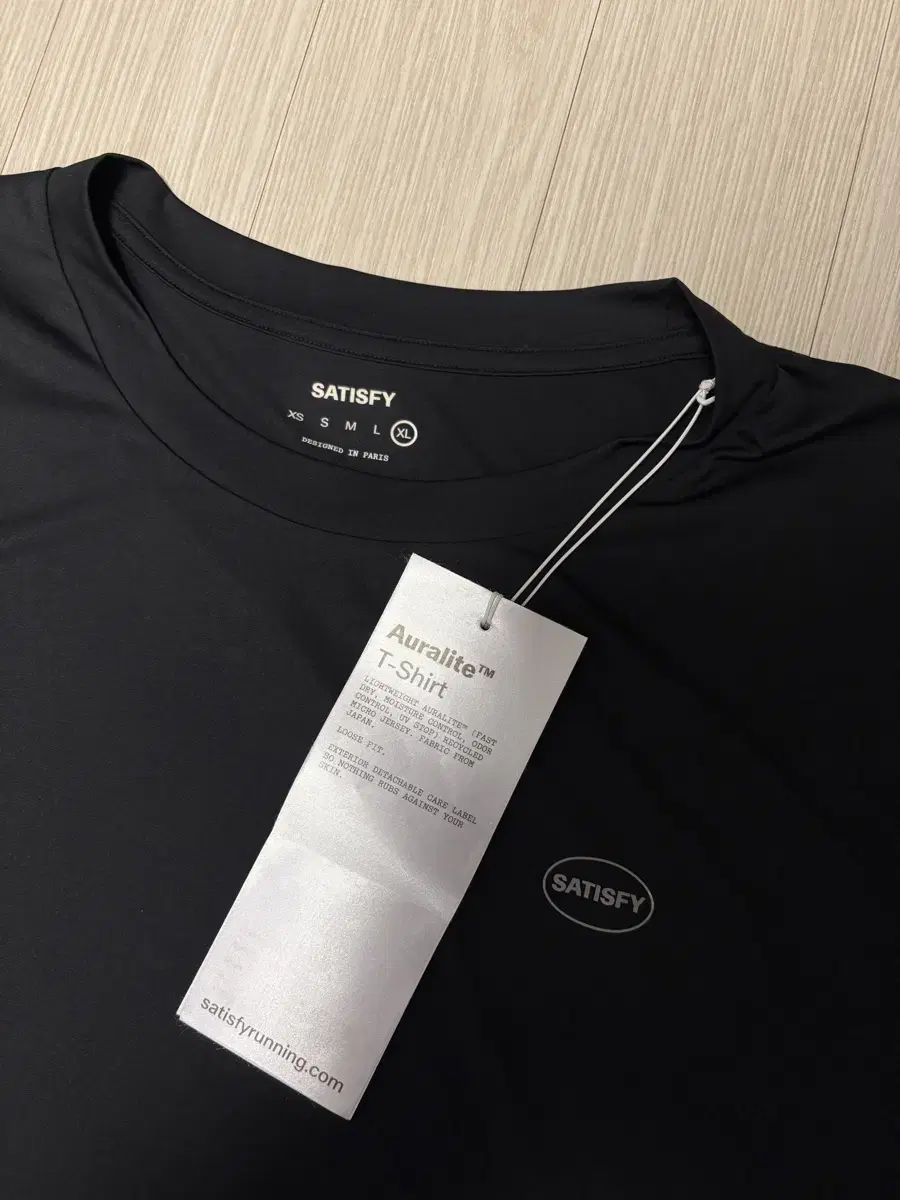 SATISFY
XS S M L XL
DESIGNED IN PARIS
Auralite™
T-Shirt
LIGHTWEIGHT AURALITE™ (FAST
DRY, MOISTURE CONTROL, ODOR
CONTROL, UV STOP) RECYCLED
MICRO JERSEY. FABRIC FROM
JAPAN.
LOOSE FIT.
EXTERIOR DETACHABLE CARE LABEL
SO NOTHING RUBS AGAINST YOUR
SKIN.
SATISFY
satisfyrunning.com